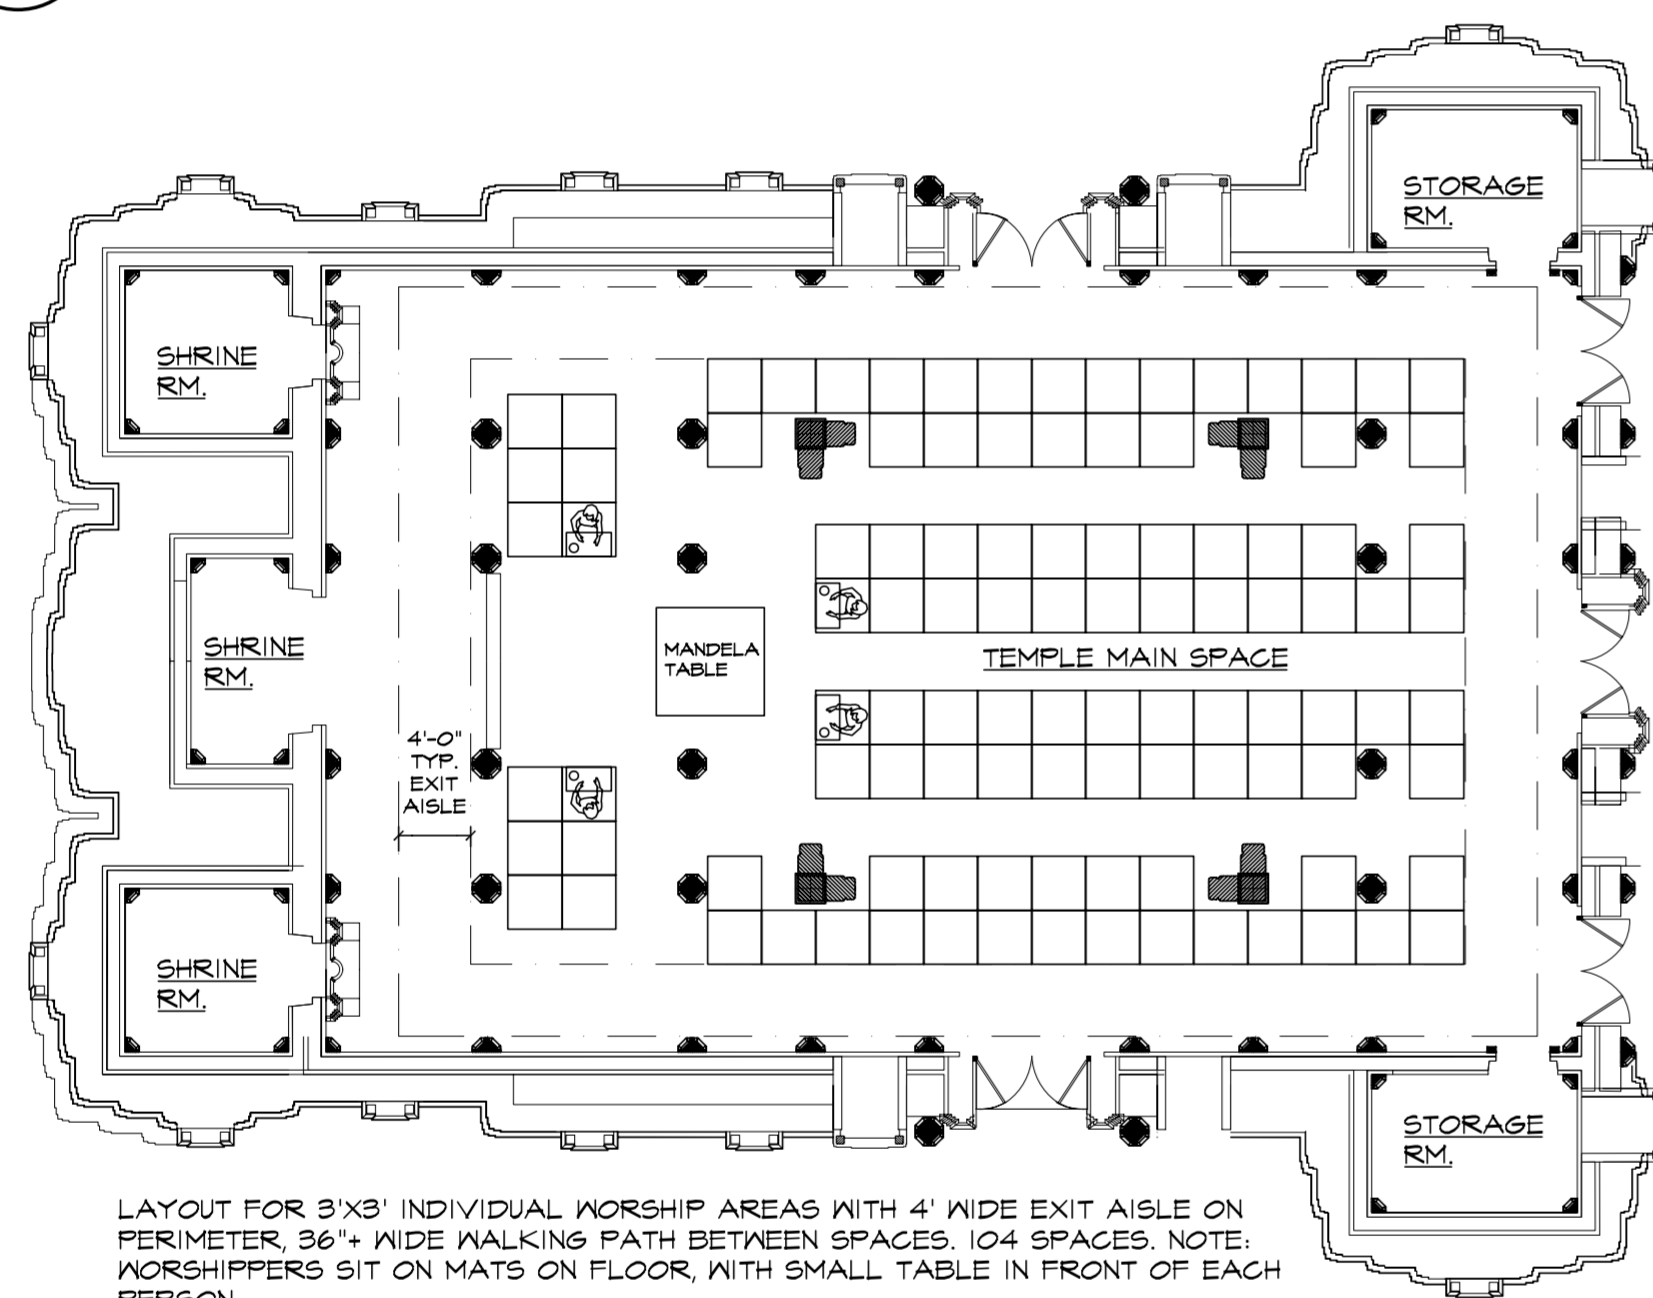 STORAGE
RM.
SHRINE
RM.
SHRINE
RM.
MANDELA
TABLE
TEMPLE MAIN SPACE
4'-0"
TYP.
EXIT
AISLE
SHRINE
RM.
STORAGE
RM.
LAYOUT FOR 3'X3' INDIVIDUAL WORSHIP AREAS WITH 4' WIDE EXIT AISLE ON
PERIMETER, 36"+ WIDE WALKING PATH BETWEEN SPACES. 104 SPACES. NOTE:
WORSHIPPERS SIT ON MATS ON FLOOR, WITH SMALL TABLE IN FRONT OF EACH
PERSON